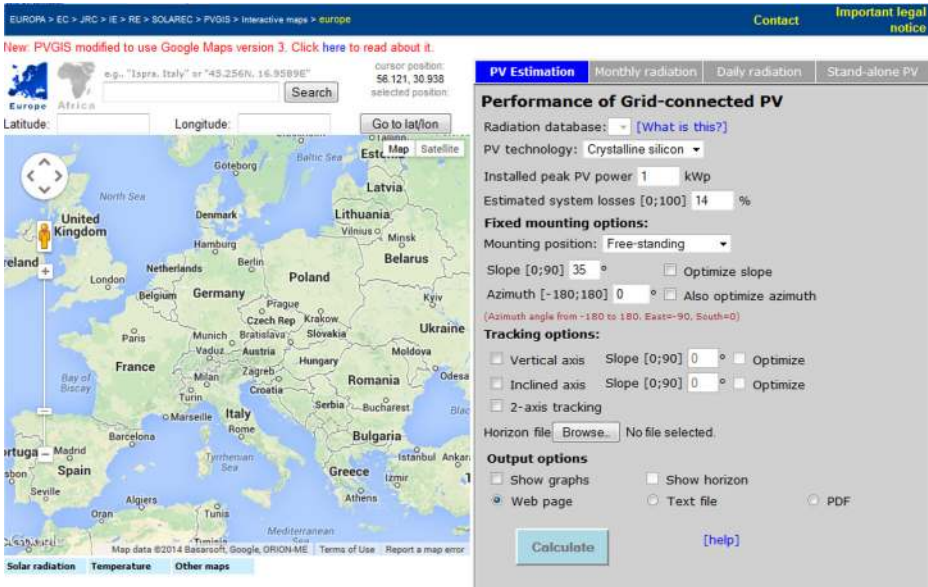 EUROPA > EC > JRC > IE > RE > SOLAREC > PVGIS > Interactive maps > europe
Contact
Important legal notice
New: PVGIS modified to use Google Maps version 3. Click here to read about it.
Europe
Africa
e.g., "Ispra, Italy" or "45.256N, 16.9589E"
Search
cursor position:
56.121, 30.938
selected position:
Latitude:
Longitude:
Go to lat/lon
Map
Satellite
Tallinn
Baltic Sea
Göteborg
Latvia
North Sea
Denmark
Lithuania
United Kingdom
Vilnius
Minsk
Hamburg
Belarus
reland
Netherlands
Berlin
Poland
London
Belgium
Germany
Prague
Kyiv
Czech Rep
Krakow
Ukraine
Paris
Munich
Bratislava
Slovakia
Vaduz
Austria
Hungary
Moldova
France
Milan
Zagreb
Croatia
Romania
Odesa
Bay of Biscay
Turin
Serbia
Bucharest
Blac
Marseille
Italy
Barcelona
Rome
Bulgaria
rtuga
Madrid
Tyrrhenian Sea
Istanbul
Ankar
sbon
Spain
Greece
Izmir
Seville
Algiers
Athens
Oran
Tunis
Mediterranean
Tunisia
Map data ©2014 Basarsoft, Google, ORION-ME
Terms of Use
Report a map error
Solar radiation
Temperature
Other maps
PV Estimation
Monthly radiation
Daily radiation
Stand-alone PV
Performance of Grid-connected PV
Radiation database: [What is this?]
PV technology: Crystalline silicon
Installed peak PV power 1 kWp
Estimated system losses [0;100] 14 %
Fixed mounting options:
Mounting position: Free-standing
Slope [0;90] 35 ° Optimize slope
Azimuth [-180;180] 0 ° Also optimize azimuth
(Azimuth angle from -180 to 180. East=-90, South=0)
Tracking options:
Vertical axis Slope [0;90] 0 ° Optimize
Inclined axis Slope [0;90] 0 ° Optimize
2-axis tracking
Horizon file Browse.. No file selected.
Output options
Show graphs Show horizon
Web page Text file PDF
Calculate
[help]